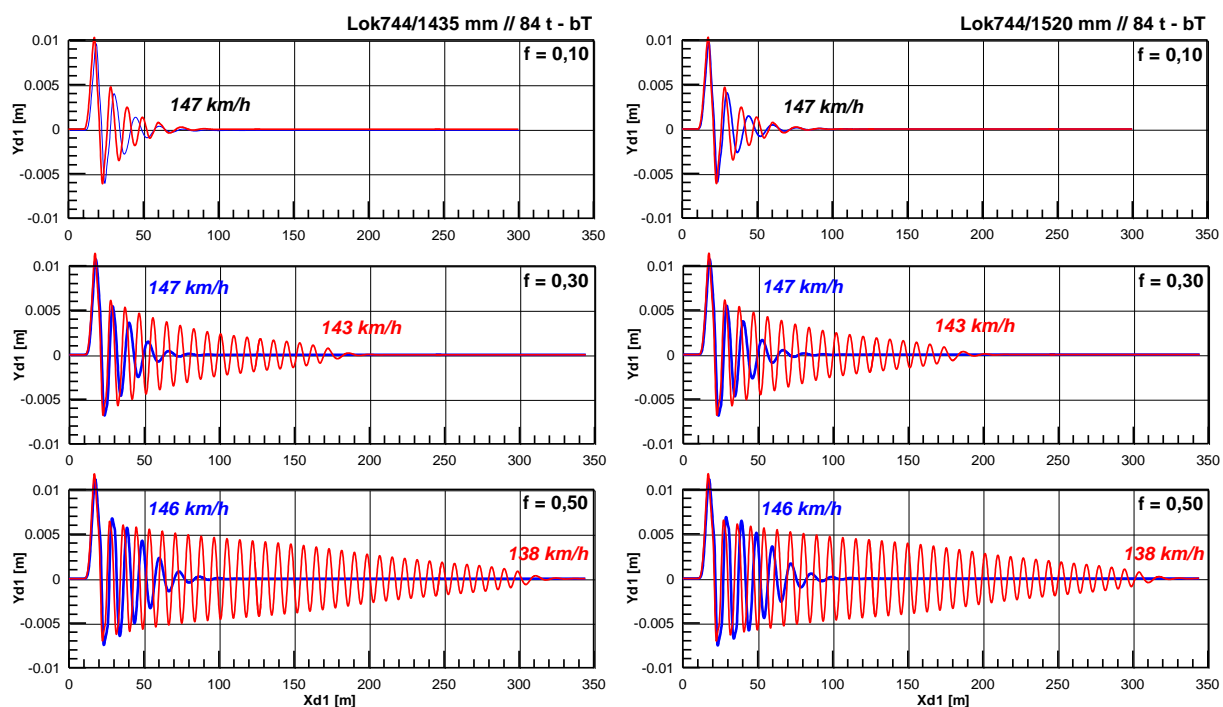 Lok744/1435 mm // 84 t - bT
f = 0,10
147 km/h
Yd1 [m]
0.01
0.005
0
-0.005
-0.01
0 50 100 150 200 250 300 350
f = 0,30
147 km/h
143 km/h
Yd1 [m]
0.01
0.005
0
-0.005
-0.01
0 50 100 150 200 250 300 350
f = 0,50
146 km/h
138 km/h
Yd1 [m]
0.01
0.005
0
-0.005
-0.01
0 50 100 150 200 250 300 350
Xd1 [m]
Lok744/1520 mm // 84 t - bT
f = 0,10
147 km/h
Yd1 [m]
0.01
0.005
0
-0.005
-0.01
0 50 100 150 200 250 300 350
f = 0,30
147 km/h
143 km/h
Yd1 [m]
0.01
0.005
0
-0.005
-0.01
0 50 100 150 200 250 300 350
f = 0,50
146 km/h
138 km/h
Yd1 [m]
0.01
0.005
0
-0.005
-0.01
0 50 100 150 200 250 300 350
Xd1 [m]